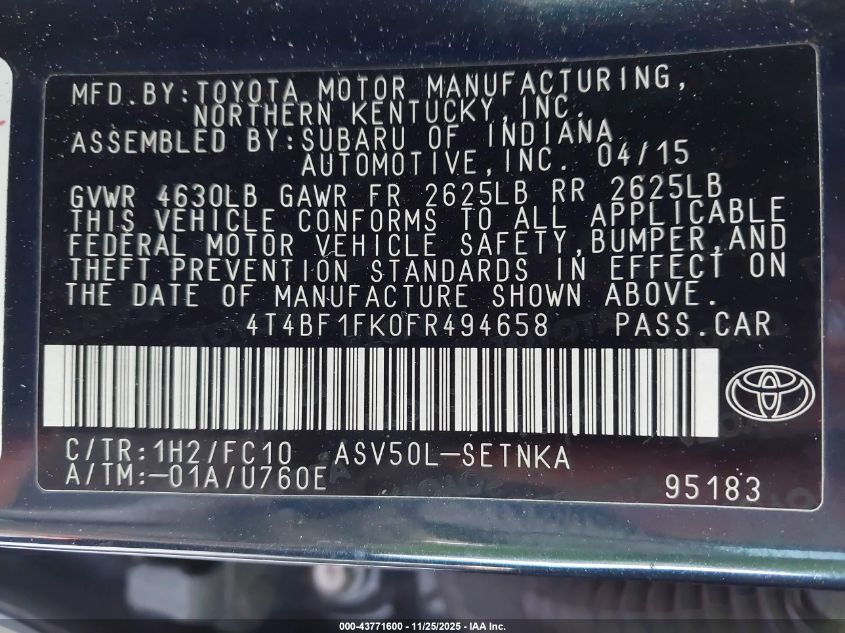 MFD.BY:TOYOTA MOTOR MANUFACTURING,
NORTHERN KENTUCKY,INC.
ASSEMBLED BY:SUBARU OF INDIANA
AUTOMOTIVE,INC. 04/15
GVWR 4630LB GAWR FR 2625LB RR 2625LB
THIS VEHICLE CONFORMS TO ALL APPLICABLE
FEDERAL MOTOR VEHICLE SAFETY,BUMPER,AND
THEFT PREVENTION STANDARDS IN EFFECT ON
THE DATE OF MANUFACTURE SHOWN ABOVE.
4T4BF1FK0FR494658 PASS.CAR
C/TR:1H2/FC10 ASV50L-SETNKA
A/TM:-01A/U760E 95183
000-43771600 - 11/25/2025 - IAA Inc.